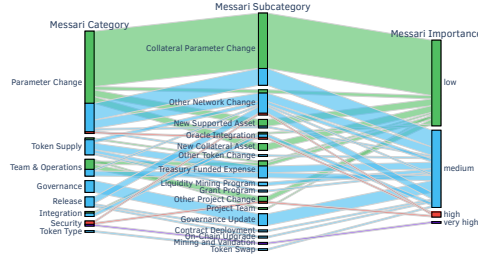 Messari Subcategory
Messari Category
Messari Importance
Collateral Parameter Change
Parameter Change
low
Other Network Change
New Supported Asset
Oracle Integration
Token Supply
New Collateral Asset
Other Token Change
Team & Operations
Treasury Funded Expense
medium
Liquidity Mining Program
Governance
Grant Program
Other Project Change
Release
Project Team
Integration
high
Governance Update
Security
very high
Contract Deployment
Token Type
On-Chain Upgrade
Mining and Validation
Token Swap